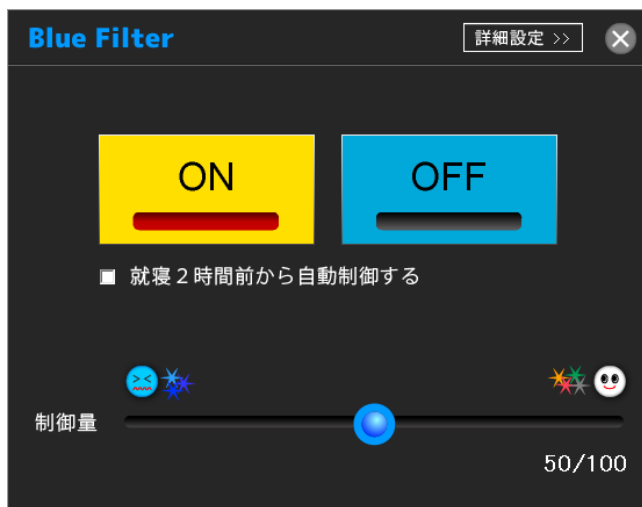 Blue Filter
詳細設定 >>
ON
OFF
就寝２時間前から自動制御する
制御量
50/100